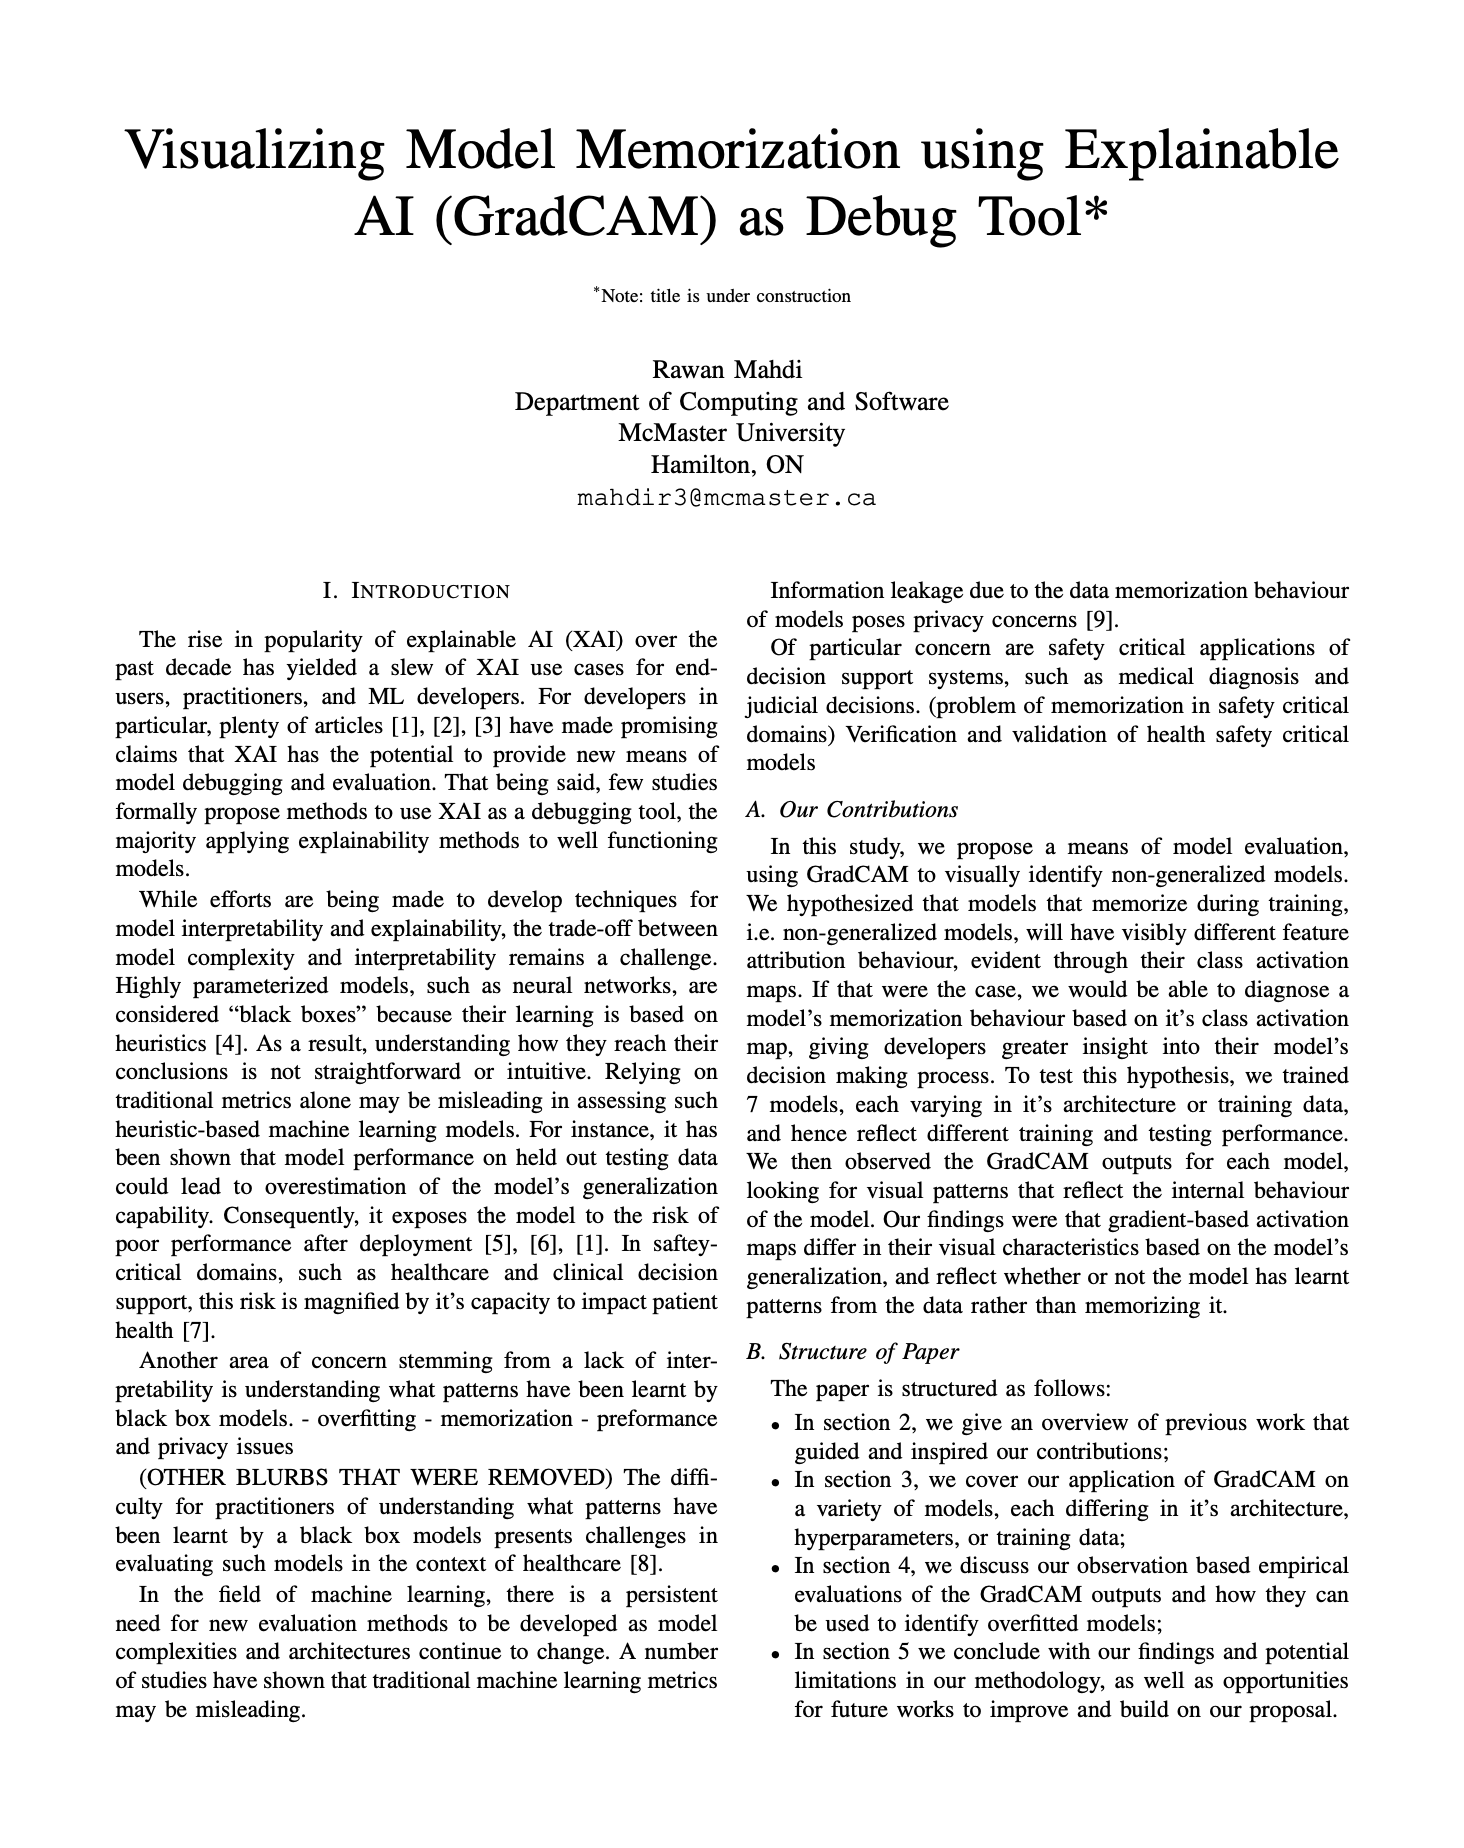 Visualizing Model Memorization using Explainable
AI (GradCAM) as Debug Tool*
*Note: title is under construction
Rawan Mahdi
Department of Computing and Software
McMaster University
Hamilton, ON
mahdir3@mcmaster.ca
I. INTRODUCTION
The rise in popularity of explainable AI (XAI) over the
past decade has yielded a slew of XAI use cases for end-
users, practitioners, and ML developers. For developers in
particular, plenty of articles [1], [2], [3] have made promising
claims that XAI has the potential to provide new means of
model debugging and evaluation. That being said, few studies
formally propose methods to use XAI as a debugging tool, the
majority applying explainability methods to well functioning
models.
While efforts are being made to develop techniques for
model interpretability and explainability, the trade-off between
model complexity and interpretability remains a challenge.
Highly parameterized models, such as neural networks, are
considered “black boxes” because their learning is based on
heuristics [4]. As a result, understanding how they reach their
conclusions is not straightforward or intuitive. Relying on
traditional metrics alone may be misleading in assessing such
heuristic-based machine learning models. For instance, it has
been shown that model performance on held out testing data
could lead to overestimation of the model’s generalization
capability. Consequently, it exposes the model to the risk of
poor performance after deployment [5], [6], [1]. In saftey-
critical domains, such as healthcare and clinical decision
support, this risk is magnified by it’s capacity to impact patient
health [7].
Another area of concern stemming from a lack of inter-
pretability is understanding what patterns have been learnt by
black box models. - overfitting - memorization - preformance
and privacy issues
(OTHER BLURBS THAT WERE REMOVED) The diffi-
culty for practitioners of understanding what patterns have
been learnt by a black box models presents challenges in
evaluating such models in the context of healthcare [8].
In the field of machine learning, there is a persistent
need for new evaluation methods to be developed as model
complexities and architectures continue to change. A number
of studies have shown that traditional machine learning metrics
may be misleading.
Information leakage due to the data memorization behaviour
of models poses privacy concerns [9].
Of particular concern are safety critical applications of
decision support systems, such as medical diagnosis and
judicial decisions. (problem of memorization in safety critical
domains) Verification and validation of health safety critical
models
A. Our Contributions
In this study, we propose a means of model evaluation,
using GradCAM to visually identify non-generalized models.
We hypothesized that models that memorize during training,
i.e. non-generalized models, will have visibly different feature
attribution behaviour, evident through their class activation
maps. If that were the case, we would be able to diagnose a
model’s memorization behaviour based on it’s class activation
map, giving developers greater insight into their model’s
decision making process. To test this hypothesis, we trained
7 models, each varying in it’s architecture or training data,
and hence reflect different training and testing performance.
We then observed the GradCAM outputs for each model,
looking for visual patterns that reflect the internal behaviour
of the model. Our findings were that gradient-based activation
maps differ in their visual characteristics based on the model’s
generalization, and reflect whether or not the model has learnt
patterns from the data rather than memorizing it.
B. Structure of Paper
The paper is structured as follows:
• In section 2, we give an overview of previous work that
guided and inspired our contributions;
• In section 3, we cover our application of GradCAM on
a variety of models, each differing in it’s architecture,
hyperparameters, or training data;
• In section 4, we discuss our observation based empirical
evaluations of the GradCAM outputs and how they can
be used to identify overfitted models;
• In section 5 we conclude with our findings and potential
limitations in our methodology, as well as opportunities
for future works to improve and build on our proposal.